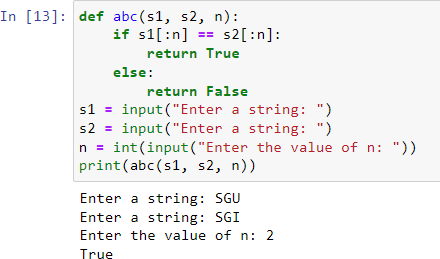 In [13]: def abc(s1, s2, n):
    if s1[:n] == s2[:n]:
        return True
    else:
        return False
s1 = input("Enter a string: ")
s2 = input("Enter a string: ")
n = int(input("Enter the value of n: "))
print(abc(s1, s2, n))
Enter a string: SGU
Enter a string: SGI
Enter the value of n: 2
True